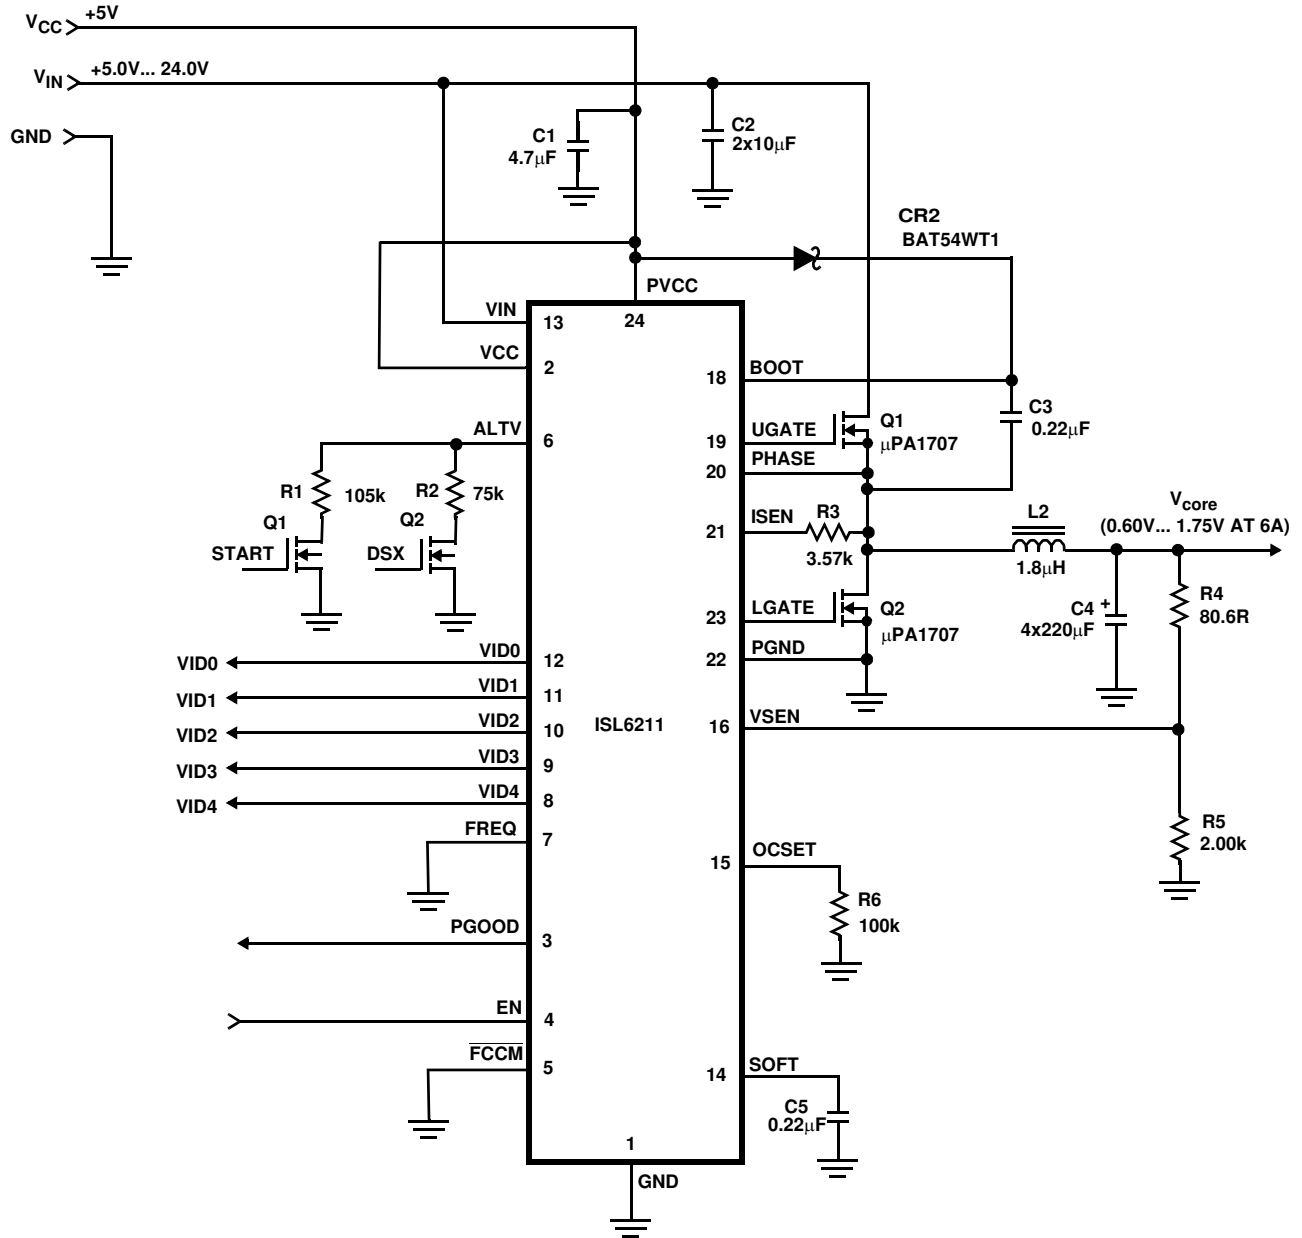 VCC +5V
VIN +5.0V... 24.0V
GND
C1
4.7µF
C2
2x10µF
CR2
BAT54WT1
PVCC
24
VIN
13
VCC
2
18 BOOT
C3
0.22µF
ALTV
6
19 UGATE
Q1
µPA1707
20 PHASE
R1 105k
R2 75k
Q1
START
Q2
DSX
21 ISEN
R3
3.57k
L2
1.8µH
Vcore
(0.60V... 1.75V AT 6A)
23 LGATE
Q2
µPA1707
22 PGND
C4 +
4x220µF
R4
80.6R
VID0 VID0 12
VID1 VID1 11
VID2 VID2 10
VID3 VID3 9
VID4 VID4 8
ISL6211
16 VSEN
FREQ
7
15 OCSET
R5
2.00k
R6
100k
PGOOD
3
EN
4
FCCM
5
14 SOFT
C5
0.22µF
1
GND